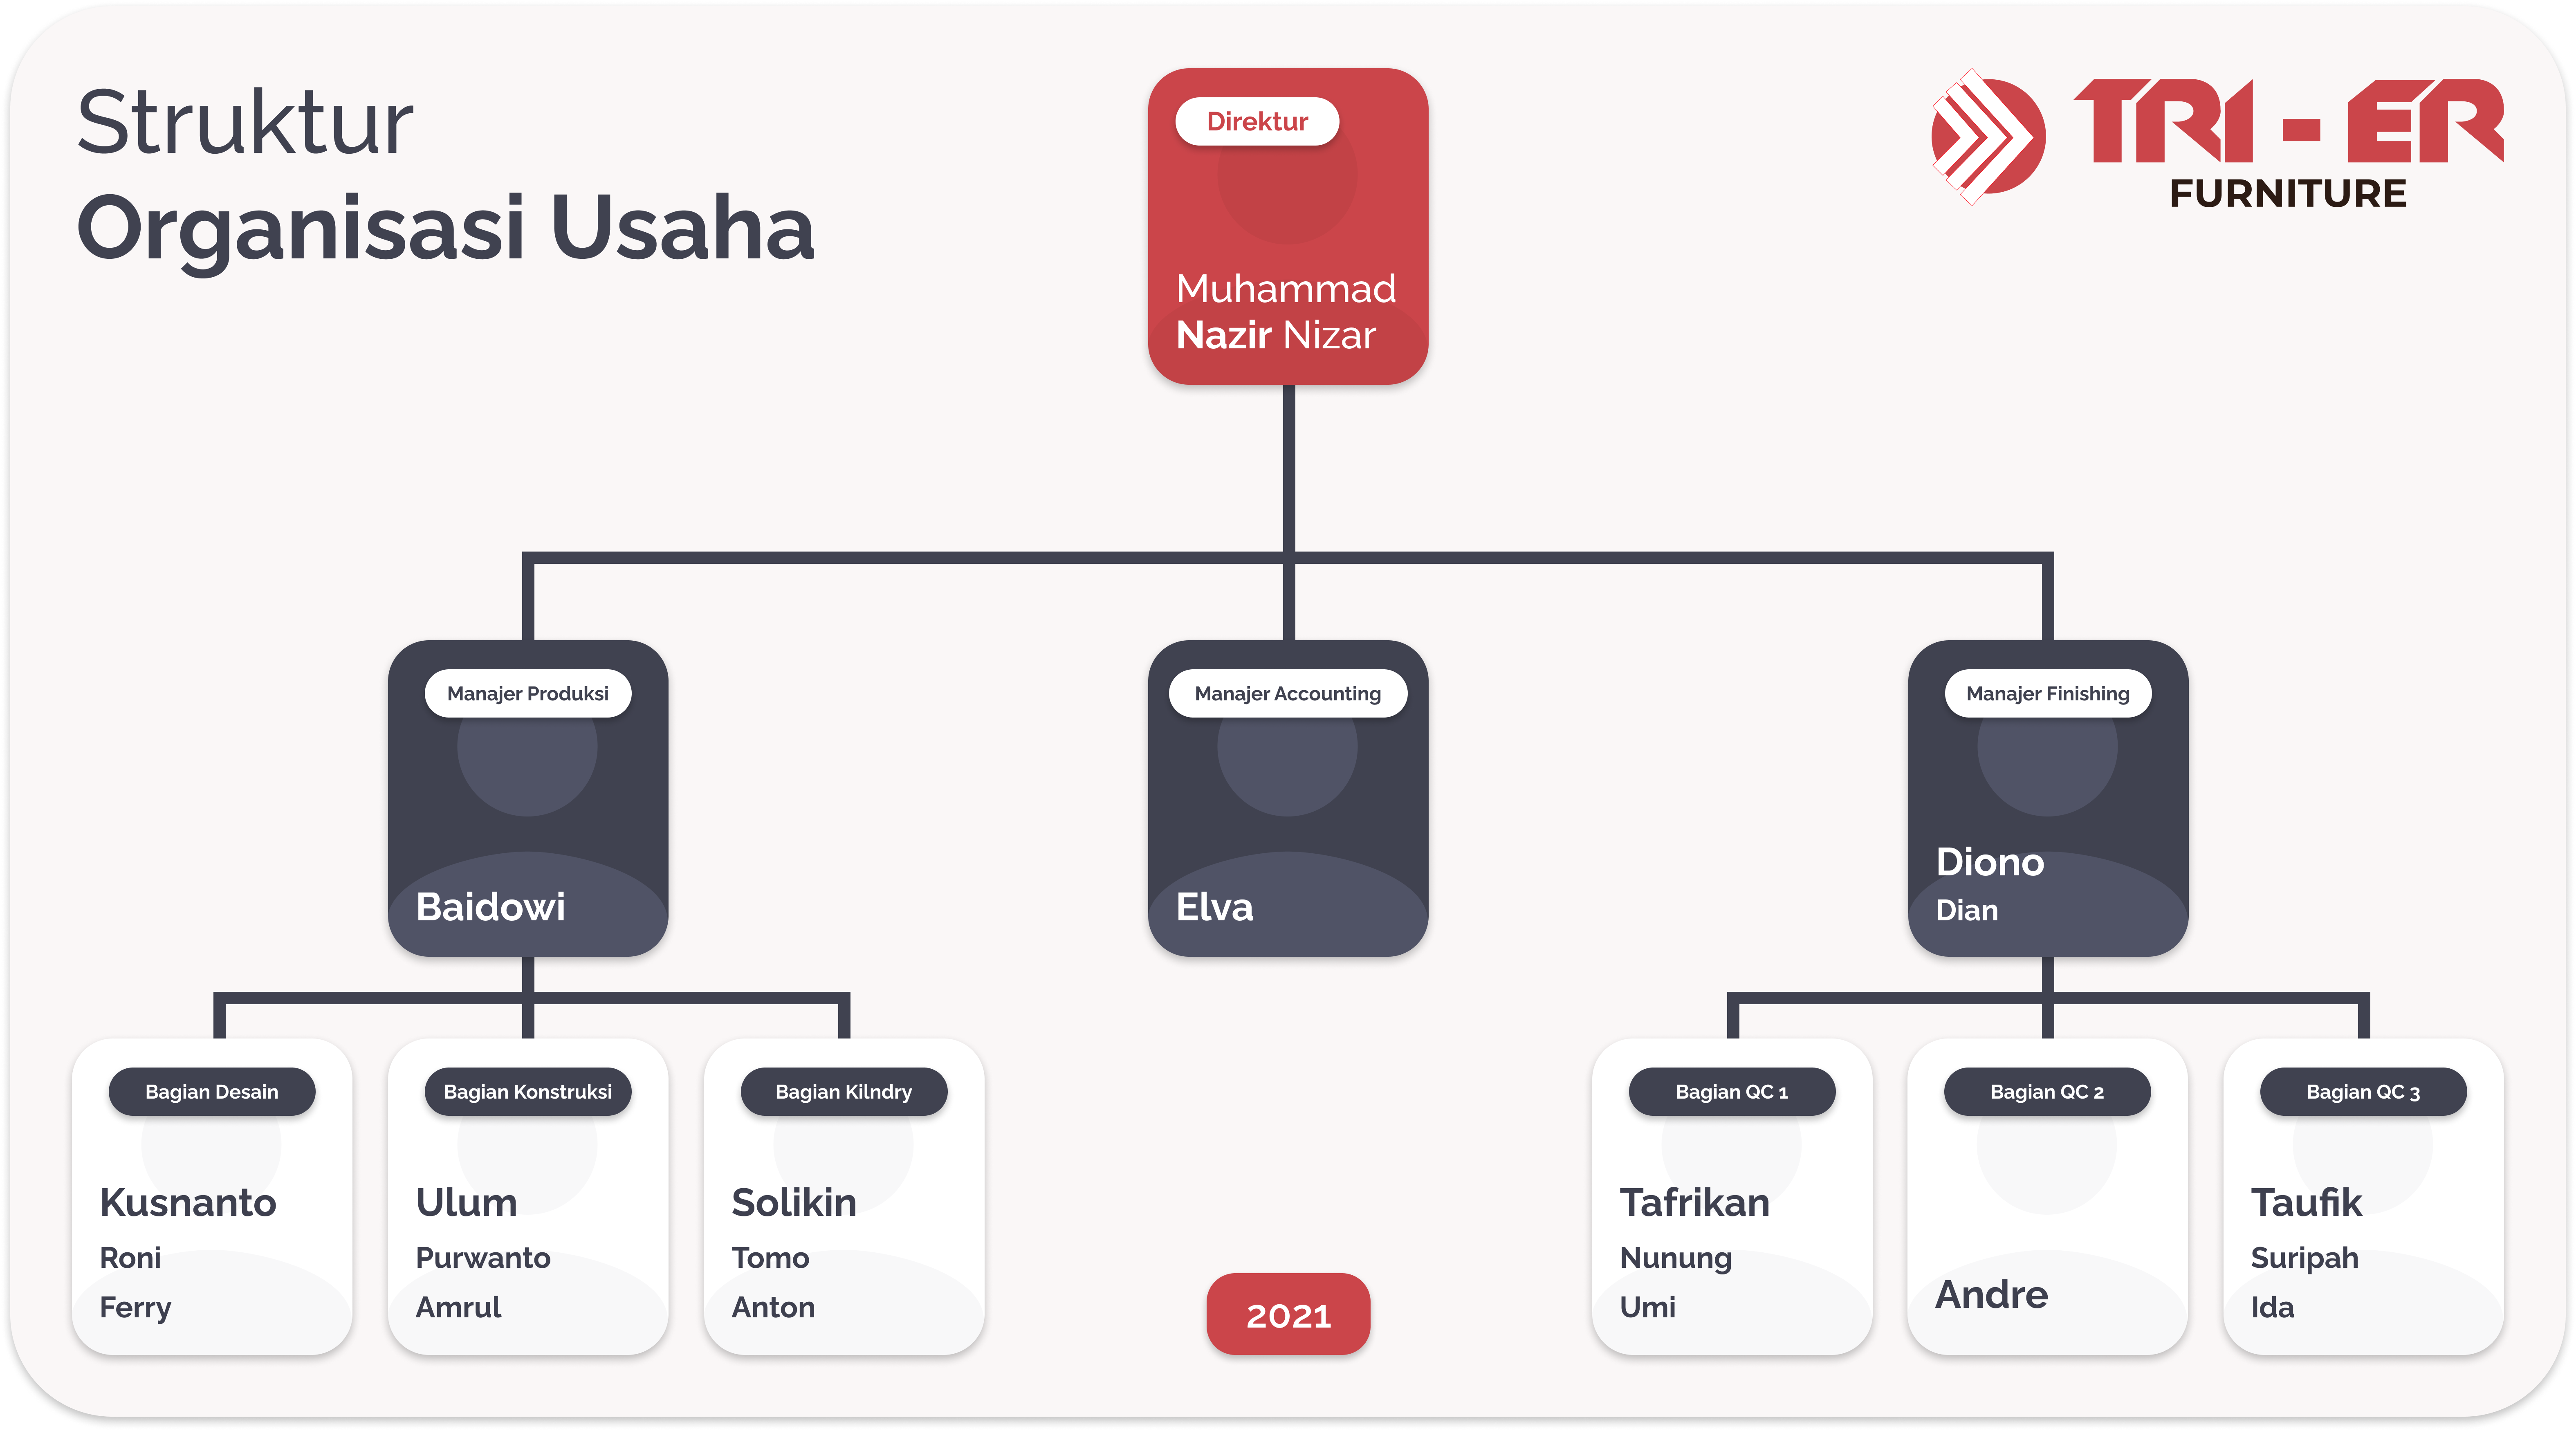 Struktur
Organisasi Usaha
TRI-ER
FURNITURE
Direktur
Muhammad
Nazir Nizar
Manajer Produksi
Baidowi
Manajer Accounting
Elva
Manajer Finishing
Diono
Dian
Bagian Desain
Kusnanto
Roni
Ferry
Bagian Konstruksi
Ulum
Purwanto
Amrul
Bagian Kilndry
Solikin
Tomo
Anton
Bagian QC 1
Tafrikan
Nunung
Umi
Bagian QC 2
Andre
Bagian QC 3
Taufik
Suripah
Ida
2021